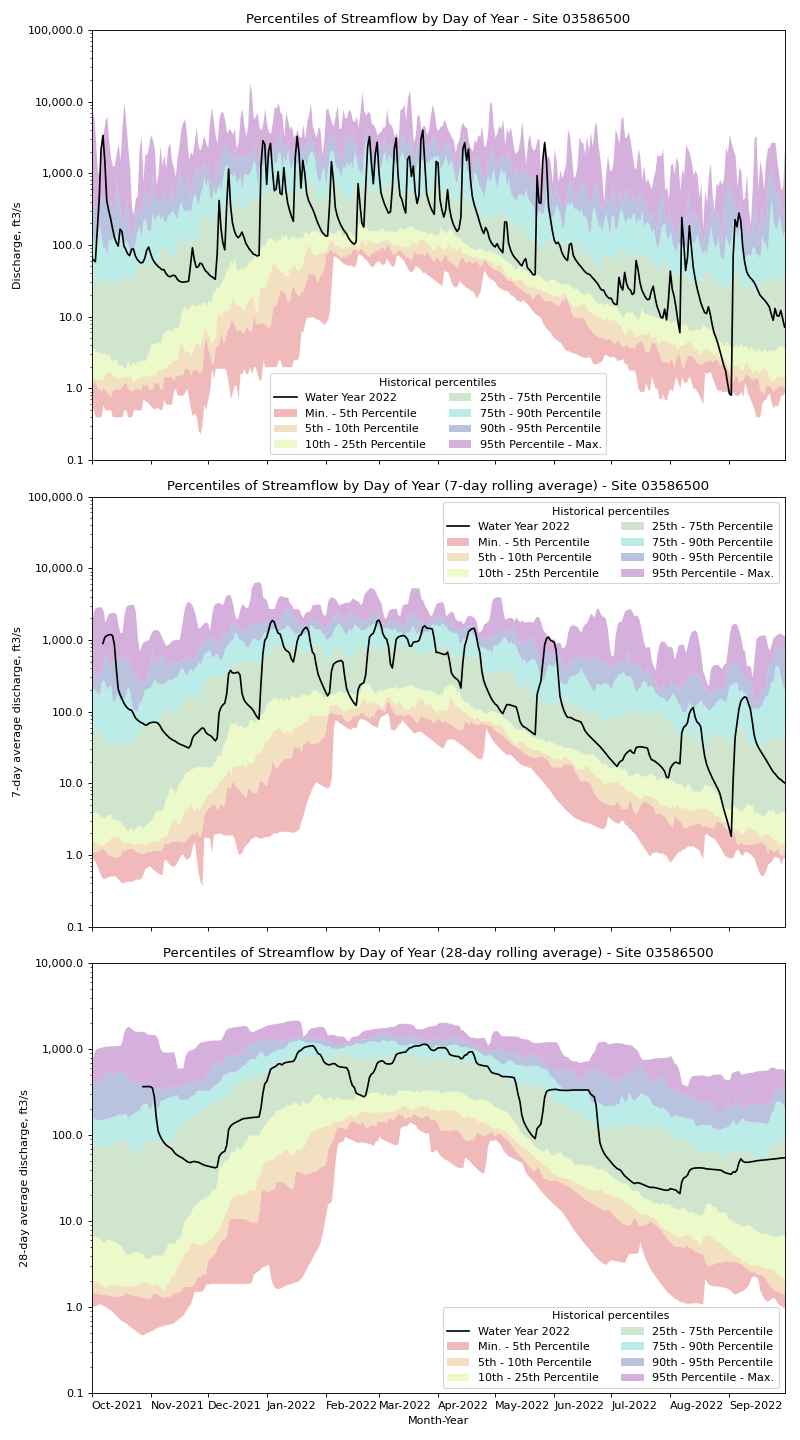 Percentiles of Streamflow by Day of Year - Site 03586500
100,000.0
10,000.0
1,000.0
100.0
10.0
1.0
0.1
Discharge, ft3/s
Historical percentiles
Water Year 2022
Min. - 5th Percentile
5th - 10th Percentile
10th - 25th Percentile
25th - 75th Percentile
75th - 90th Percentile
90th - 95th Percentile
95th Percentile - Max.
Percentiles of Streamflow by Day of Year (7-day rolling average) - Site 03586500
100,000.0
10,000.0
1,000.0
100.0
10.0
1.0
0.1
7-day average discharge, ft3/s
Historical percentiles
Water Year 2022
Min. - 5th Percentile
5th - 10th Percentile
10th - 25th Percentile
25th - 75th Percentile
75th - 90th Percentile
90th - 95th Percentile
95th Percentile - Max.
Percentiles of Streamflow by Day of Year (28-day rolling average) - Site 03586500
10,000.0
1,000.0
100.0
10.0
1.0
0.1
28-day average discharge, ft3/s
Historical percentiles
Water Year 2022
Min. - 5th Percentile
5th - 10th Percentile
10th - 25th Percentile
25th - 75th Percentile
75th - 90th Percentile
90th - 95th Percentile
95th Percentile - Max.
Oct-2021 Nov-2021 Dec-2021 Jan-2022 Feb-2022 Mar-2022 Apr-2022 May-2022 Jun-2022 Jul-2022 Aug-2022 Sep-2022
Month-Year